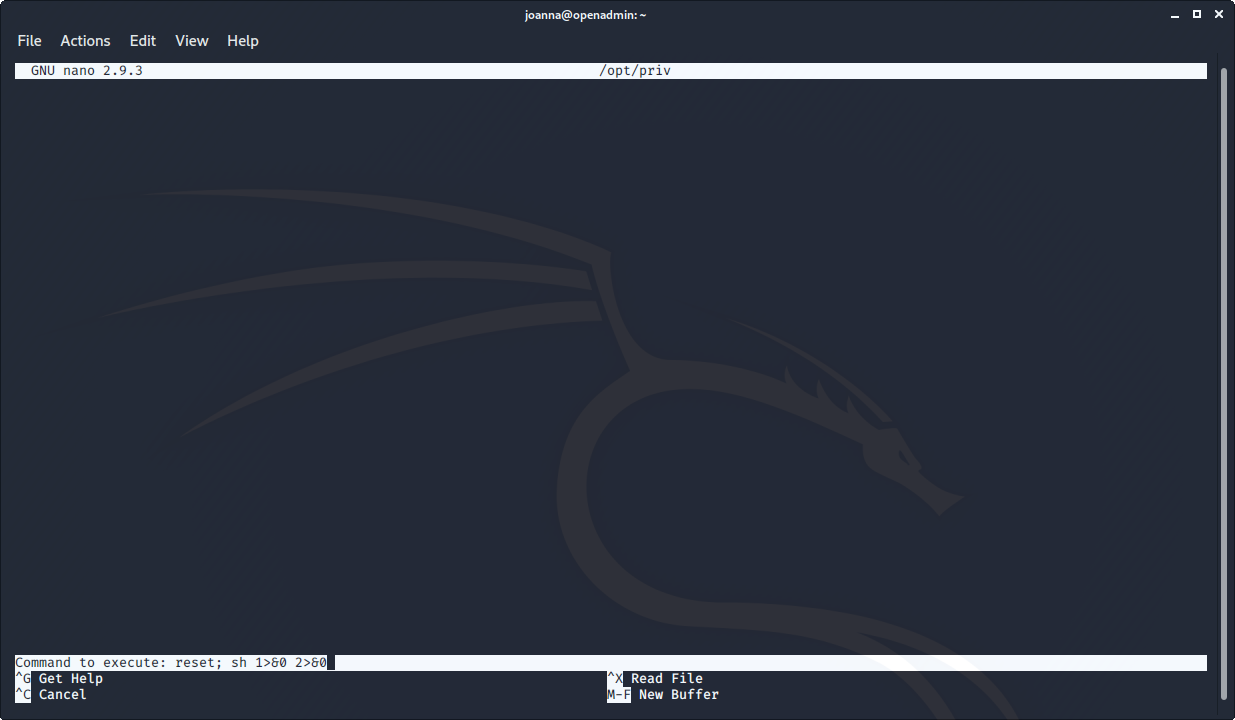 joanna@openadmin: ~
File Actions Edit View Help
GNU nano 2.9.3 /opt/priv
Command to execute: reset; sh 1>&0 2>&0
^G Get Help ^X Read File
^C Cancel M-F New Buffer